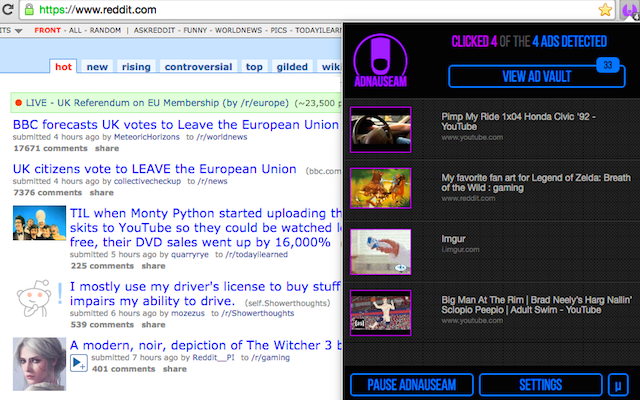 https://www.reddit.com
FRONT - ALL - RANDOM | ASKREDDIT - FUNNY - WORLDNEWS - PICS - TODAYILEARNED
hot new rising controversial top gilded wiki
LIVE - UK Referendum on EU Membership (by /r/europe) (~23,500
BBC forecasts UK votes to Leave the European Union
submitted 4 hours ago by MeteoricHorizons to /r/worldnews
17671 comments share
UK citizens vote to LEAVE the European Union (bbc.com
submitted 4 hours ago by collectivecheckup to /r/news
7376 comments share
TIL when Monty Python started uploading
skits to YouTube so they could be watched
free, their DVD sales went up by 16,000%
submitted 5 hours ago by quarryrye to /r/todayilearned
225 comments share
I mostly use my driver's license to buy stuff
impairs my ability to drive. (self.Showerthoughts)
submitted 6 hours ago by mozezus to /r/Showerthoughts
539 comments share
A modern, noir, depiction of The Witcher 3
submitted 7 hours ago by Reddit__PI to /r/gaming
401 comments share
ADNAUSEAM
CLICKED 4 OF THE 4 ADS DETECTED
33
VIEW AD VAULT
Pimp My Ride 1x04 Honda Civic '92 -
YouTube
www.youtube.com
My favorite fan art for Legend of Zelda: Breath
of the Wild : gaming
www.reddit.com
Imgur
i.imgur.com
Big Man At The Rim | Brad Neely's Harg Nallin'
Sclopio Peepio | Adult Swim - YouTube
www.youtube.com
PAUSE ADNAUSEAM SETTINGS µ